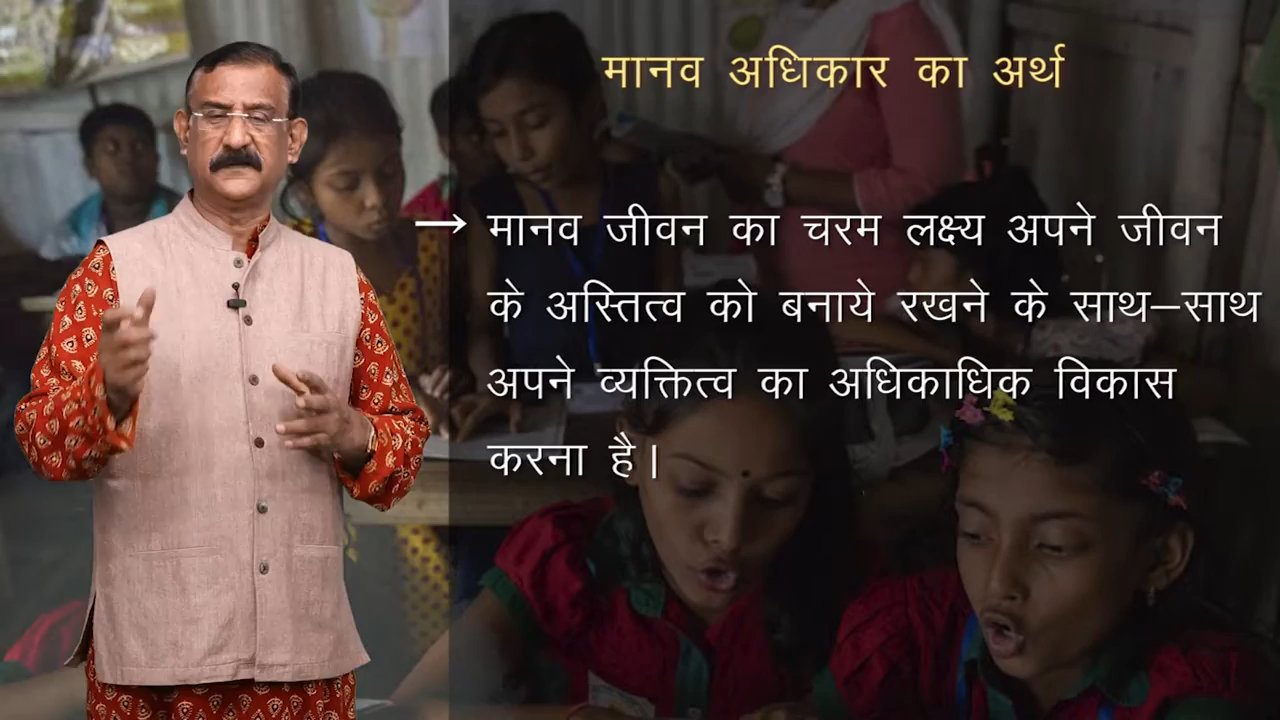 मानव अधिकार का अर्थ
→ मानव जीवन का चरम लक्ष्य अपने जीवन
के अस्तित्व को बनाये रखने के साथ–साथ
अपने व्यक्तित्व का अधिकाधिक विकास
करना है।